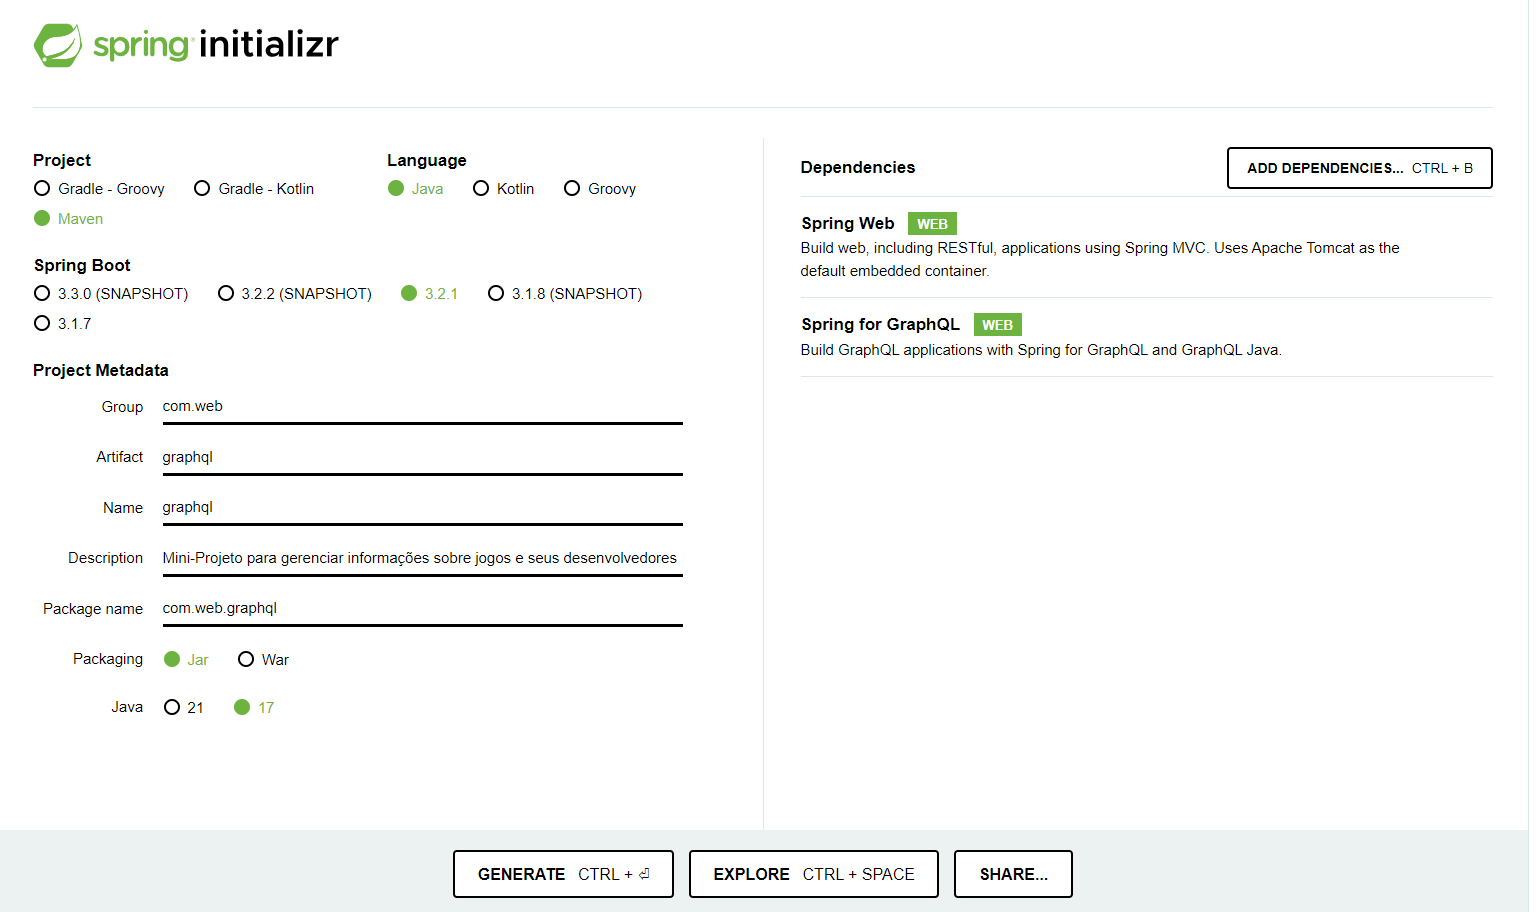 spring initializr
Project
Gradle - Groovy Gradle - Kotlin
Maven
Language
Java Kotlin Groovy
Spring Boot
3.3.0 (SNAPSHOT) 3.2.2 (SNAPSHOT) 3.2.1 3.1.8 (SNAPSHOT)
3.1.7
Project Metadata
Group com.web
Artifact graphql
Name graphql
Description Mini-Projeto para gerenciar informações sobre jogos e seus desenvolvedores
Package name com.web.graphql
Packaging Jar War
Java 21 17
Dependencies ADD DEPENDENCIES... CTRL + B
Spring Web WEB
Build web, including RESTful, applications using Spring MVC. Uses Apache Tomcat as the
default embedded container.
Spring for GraphQL WEB
Build GraphQL applications with Spring for GraphQL and GraphQL Java.
GENERATE CTRL + ⏎ EXPLORE CTRL + SPACE SHARE...